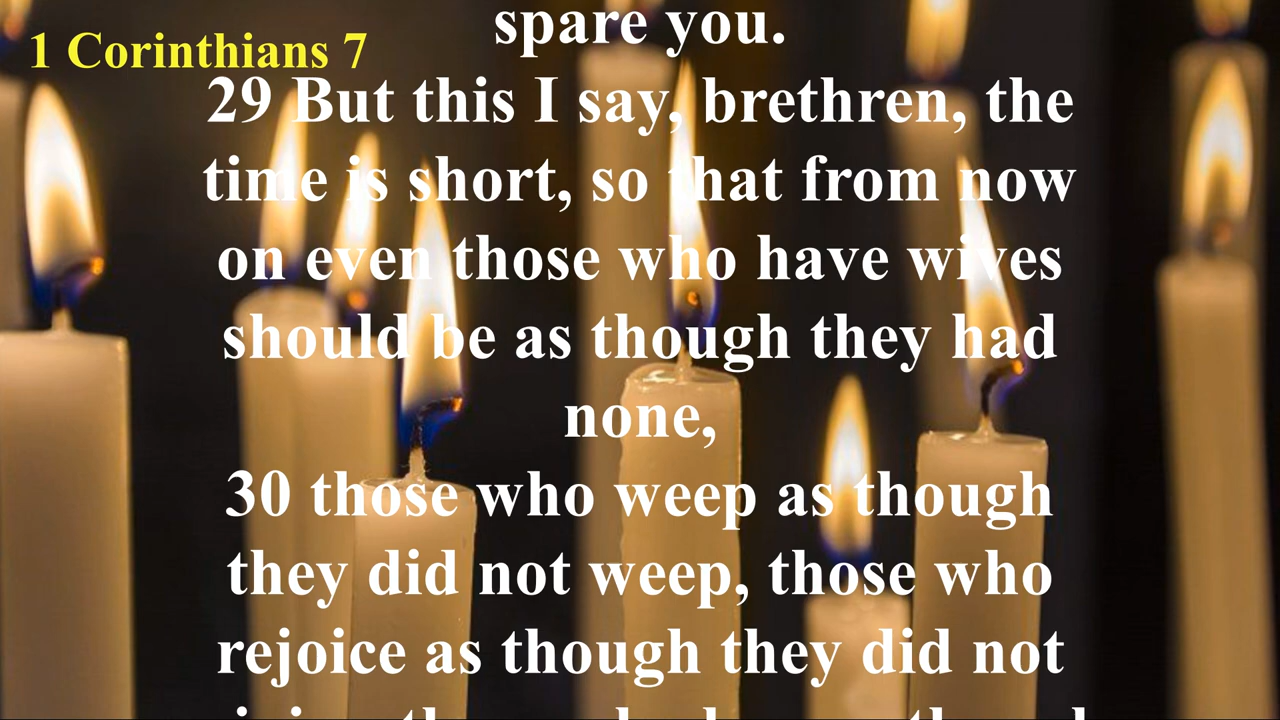 spare you.
1 Corinthians 7
29 But this I say, brethren, the
time is short, so that from now
on even those who have wives
should be as though they had
none,
30 those who weep as though
they did not weep, those who
rejoice as though they did not